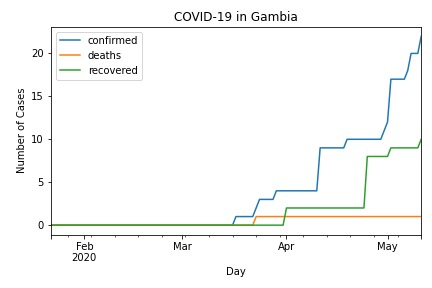 COVID-19 in Gambia
confirmed
deaths
recovered
Number of Cases
20
15
10
5
0
Feb
2020
Mar
Apr
May
Day